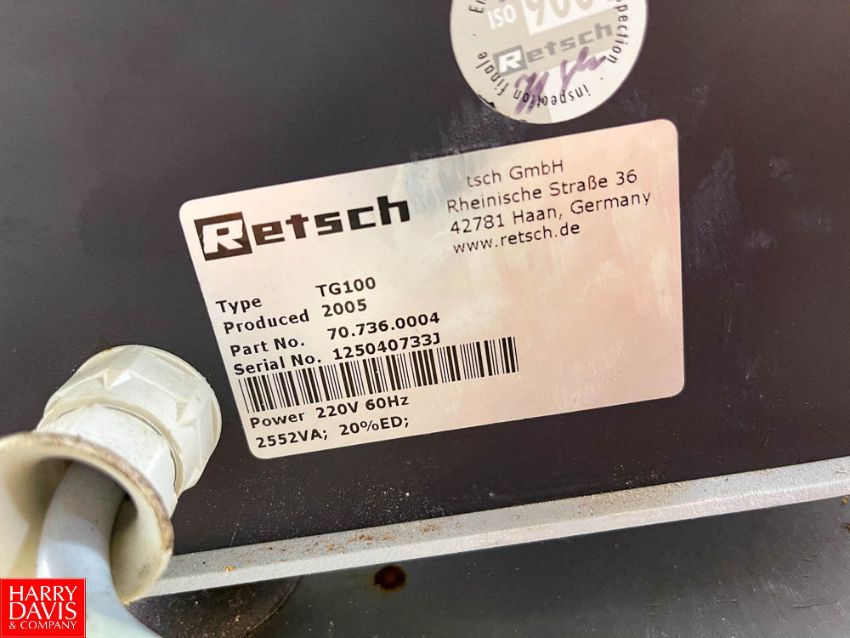 ISO 900
Retsch
inspection finale
inspection
Retsch
tsch GmbH
Rheinische Straße 36
42781 Haan, Germany
www.retsch.de
Type TG100
Produced 2005
Part No. 70.736.0004
Serial No. 125040733J
Power 220V 60Hz
2552VA; 20%ED;
HARRY
DAVIS
& COMPANY